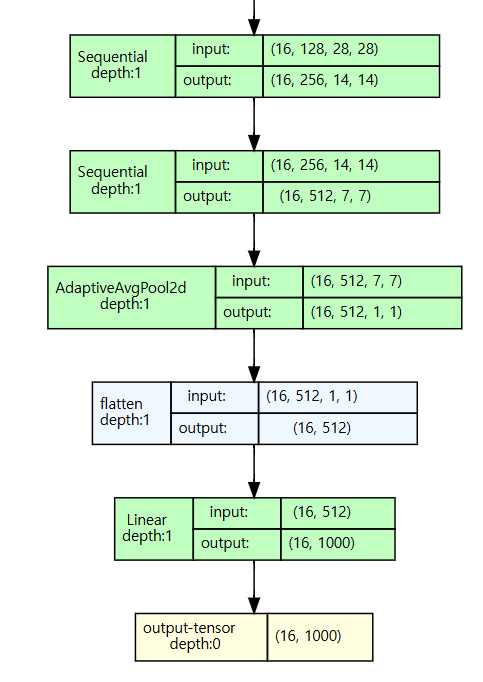 Sequential
depth:1
input:
(16, 128, 28, 28)
output:
(16, 256, 14, 14)
Sequential
depth:1
input:
(16, 256, 14, 14)
output:
(16, 512, 7, 7)
AdaptiveAvgPool2d
depth:1
input:
(16, 512, 7, 7)
output:
(16, 512, 1, 1)
flatten
depth:1
input:
(16, 512, 1, 1)
output:
(16, 512)
Linear
depth:1
input:
(16, 512)
output:
(16, 1000)
output-tensor
depth:0
(16, 1000)